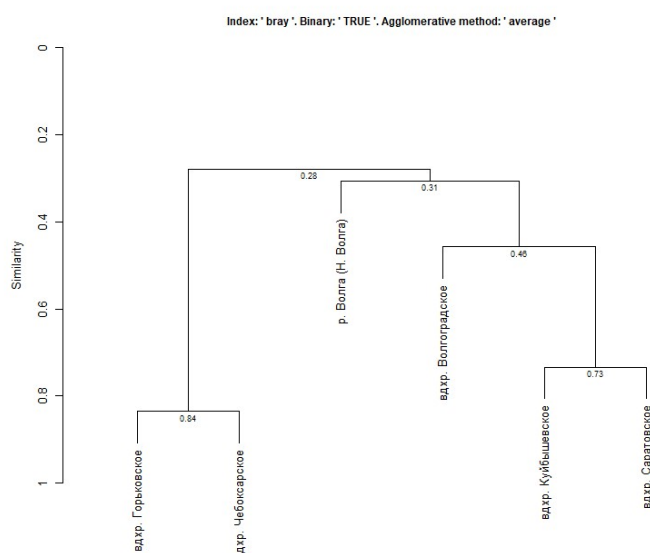 Index: ' bray '. Binary: ' TRUE '. Agglomerative method: ' average '
Similarity
0
0.2
0.4
0.6
0.8
1
0.28
0.31
0.46
0.73
0.84
вдхр. Горьковское
дхр. Чебоксарское
р. Волга (Н. Волга)
вдхр. Волгоградское
вдхр. Куйбышевское
вдхр. Саратовское